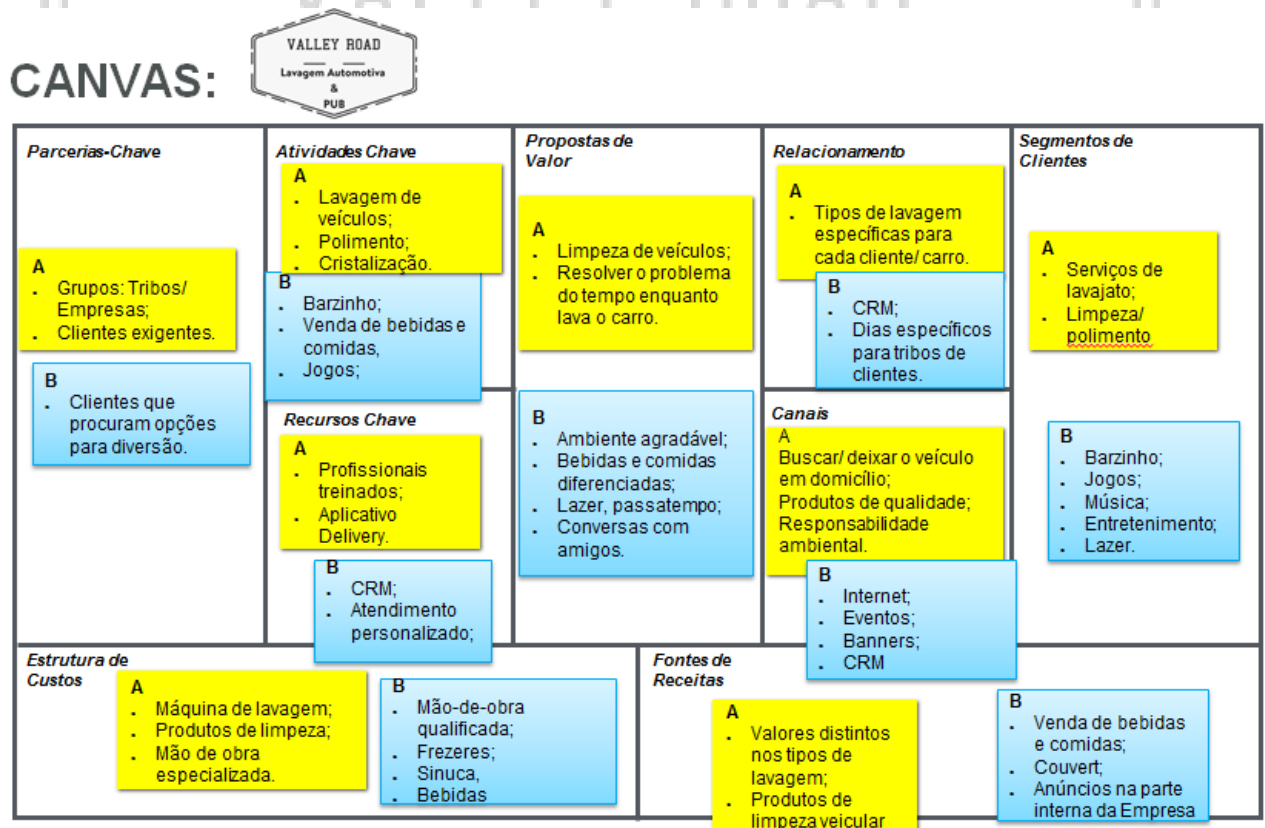 CANVAS:
VALLEY ROAD
Lavagem Automotiva
&
PUB
Parcerias-Chave
A
. Grupos: Tribos/
Empresas;
. Clientes exigentes.
B
. Clientes que
procuram opções
para diversão.
Atividades Chave
A
. Lavagem de
veículos;
. Polimento;
. Cristalização.
B
. Barzinho;
. Venda de bebidas e
comidas,
. Jogos;
Recursos Chave
A
. Profissionais
treinados;
. Aplicativo
Delivery.
B
. CRM;
. Atendimento
personalizado;
Propostas de
Valor
A
. Limpeza de veículos;
. Resolver o problema
do tempo enquanto
lava o carro.
B
. Ambiente agradável;
. Bebidas e comidas
diferenciadas;
. Lazer, passatempo;
. Conversas com
amigos.
Relacionamento
A
. Tipos de lavagem
específicas para
cada cliente/ carro.
B
. CRM;
. Dias específicos
para tribos de
clientes.
Canais
A
Buscar/ deixar o veículo
em domicílio;
Produtos de qualidade;
Responsabilidade
ambiental.
B
. Internet;
. Eventos;
. Banners;
. CRM
Segmentos de
Clientes
A
. Serviços de
lavajato;
. Limpeza/
polimento
B
. Barzinho;
. Jogos;
. Música;
. Entretenimento;
. Lazer.
Estrutura de
Custos
A
. Máquina de lavagem;
. Produtos de limpeza;
. Mão de obra
especializada.
B
. Mão-de-obra
qualificada;
. Frezeres;
. Sinuca,
. Bebidas
Fontes de
Receitas
A
. Valores distintos
nos tipos de
lavagem;
. Produtos de
limpeza veicular
B
. Venda de bebidas
e comidas;
. Couvert;
. Anúncios na parte
interna da Empresa